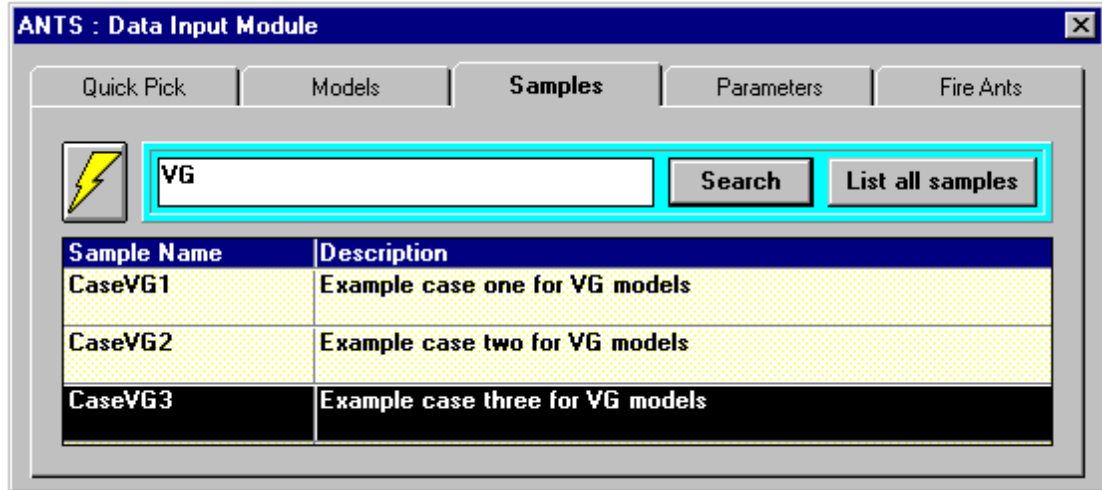 ANTS : Data Input Module
Quick Pick Models Samples Parameters Fire Ants
VG Search List all samples
Sample Name Description
CaseVG1 Example case one for VG models
CaseVG2 Example case two for VG models
CaseVG3 Example case three for VG models